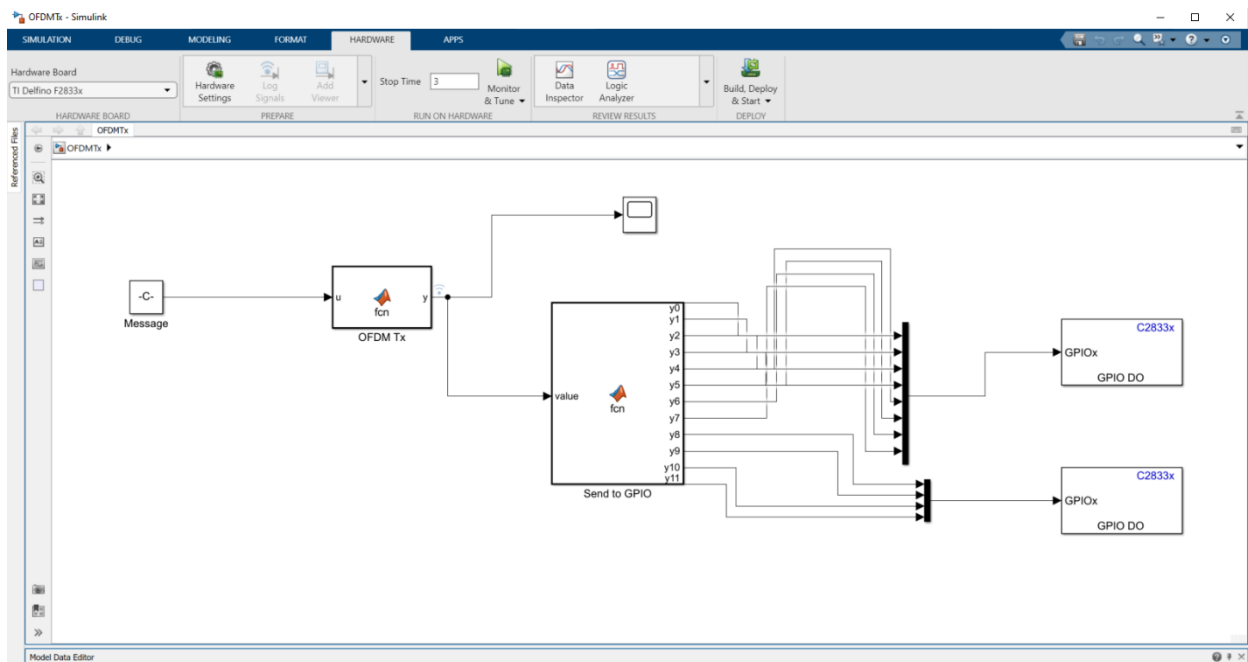 OFDMTx - Simulink
SIMULATION DEBUG MODELING FORMAT HARDWARE APPS
Hardware Board
TI Delfino F2833x
Hardware Settings
Log Signals
Add Viewer
Stop Time 3
Monitor & Tune
Data Inspector
Logic Analyzer
Build, Deploy & Start
HARDWARE BOARD PREPARE RUN ON HARDWARE REVIEW RESULTS DEPLOY
Referenced Files
OFDMTx
OFDMTx
-C-
Message
u
fcn
y
OFDM Tx
value
fcn
y0
y1
y2
y3
y4
y5
y6
y7
y8
y9
y10
y11
Send to GPIO
C2833x
GPIOx
GPIO DO
C2833x
GPIOx
GPIO DO
Model Data Editor